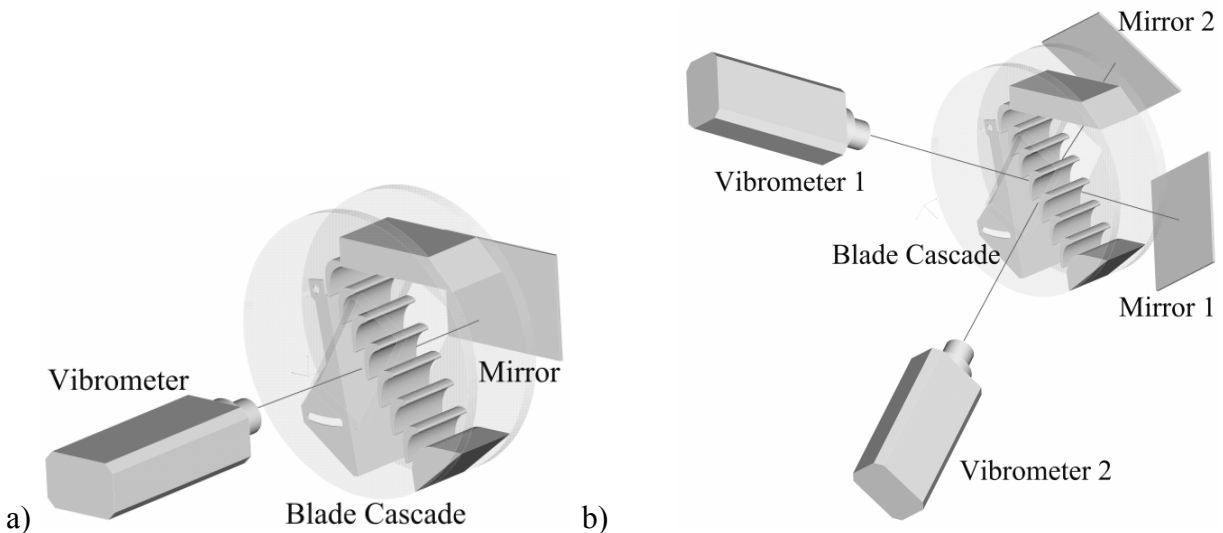 Vibrometer
Mirror
Blade Cascade
a)
Mirror 2
Vibrometer 1
Blade Cascade
Mirror 1
Vibrometer 2
b)